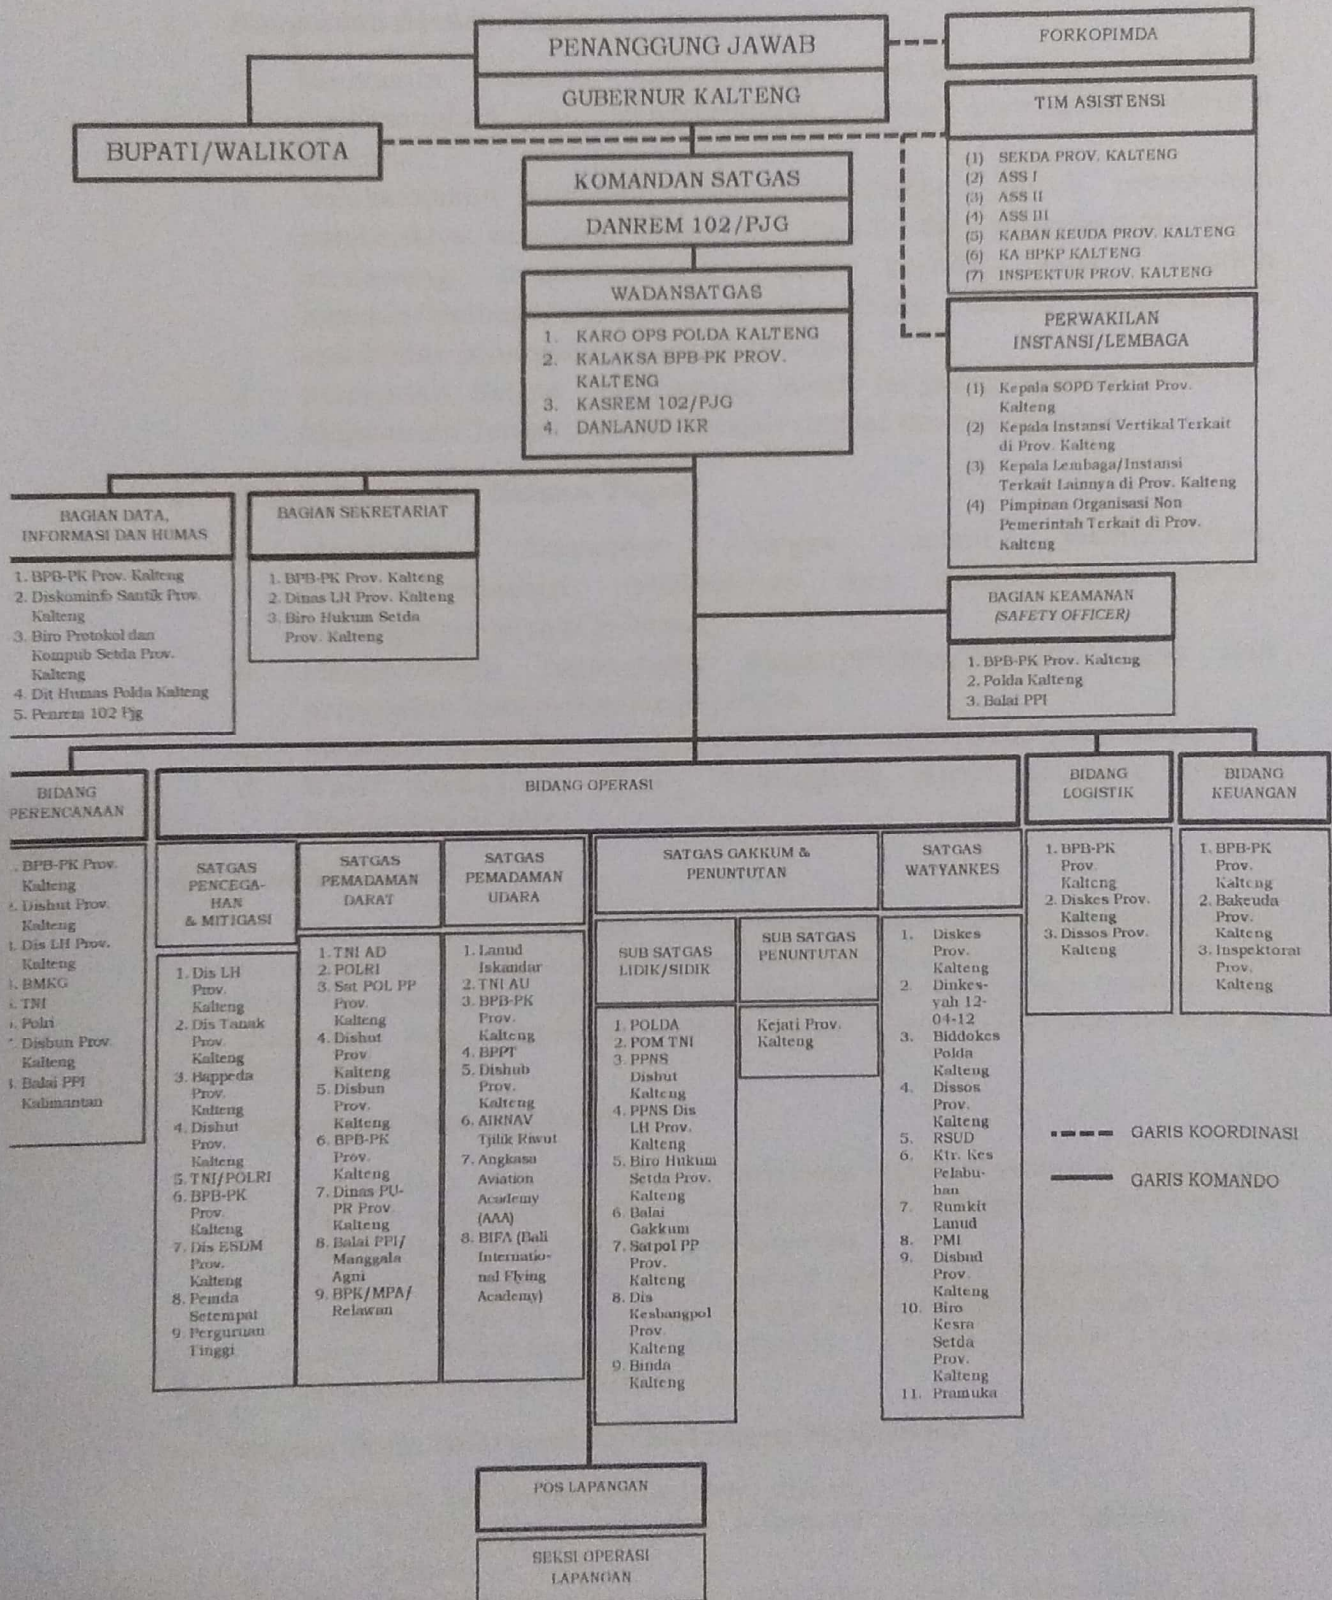 PENANGGUNG JAWAB
GUBERNUR KALTENG
FORKOPIMDA
BUPATI/WALIKOTA
TIM ASISTENSI
(1) SEKDA PROV. KALTENG
(2) ASS I
(3) ASS II
(4) ASS III
(5) KABAN KEUDA PROV. KALTENG
(6) KA BPKP KALTENG
(7) INSPEKTUR PROV. KALTENG
KOMANDAN SATGAS
DANREM 102/PJG
WADANSATGAS
1. KARO OPS POLDA KALTENG
2. KALAKSA BPB-PK PROV.
KALTENG
3. KASREM 102/PJG
4. DANLANUD IKR
PERWAKILAN
INSTANSI/LEMBAGA
(1) Kepala SOPD Terkait Prov.
Kalteng
(2) Kepala Instansi Vertikal Terkait
di Prov. Kalteng
(3) Kepala Lembaga/Instansi
Terkait Lainnya di Prov. Kalteng
(4) Pimpinan Organisasi Non
Pemerintah Terkait di Prov.
Kalteng
BAGIAN DATA,
INFORMASI DAN HUMAS
1. BPB-PK Prov. Kalteng
2. Diskominfo Santik Prov.
Kalteng
3. Biro Protokol dan
Kompub Setda Prov.
Kalteng
4. Dit Humas Polda Kalteng
5. Penrem 102 Pjg
BAGIAN SEKRETARIAT
1. BPB-PK Prov. Kalteng
2. Dinas LH Prov. Kalteng
3. Biro Hukum Setda
Prov. Kalteng
BAGIAN KEAMANAN
(SAFETY OFFICER)
1. BPB-PK Prov. Kalteng
2. Polda Kalteng
3. Balai PPI
BIDANG
PERENCANAAN
BPB-PK Prov.
Kalteng
Dishut Prov.
Kalteng
Dis LH Prov.
Kalteng
BMKG
TNI
Polri
Disbun Prov.
Kalteng
Balai PPI
Kalimantan
BIDANG OPERASI
SATGAS
PENCEGA-
HAN
& MITIGASI
1. Dis LH
Prov.
Kalteng
2. Dis Tanak
Prov.
Kalteng
3. Bappeda
Prov.
Kalteng
4. Dishut
Prov.
Kalteng
5. TNI/POLRI
6. BPB-PK
Prov.
Kalteng
7. Dis ESDM
Prov.
Kalteng
8. Pemda
Setempat
9. Perguruan
Tinggi
SATGAS
PEMADAMAN
DARAT
1. TNI AD
2. POLRI
3. Sat POL PP
Prov.
Kalteng
4. Dishut
Prov
Kalteng
5. Disbun
Prov.
Kalteng
6. BPB-PK
Prov.
Kalteng
7. Dinas PU-
PR Prov.
Kalteng
8. Balai PPI/
Manggala
Agni
9. BPK/MPA/
Relawan
SATGAS
PEMADAMAN
UDARA
1. Lanud
Iskandar
2. TNI AU
3. BPB-PK
Prov.
Kalteng
4. BPPT
5. Dishub
Prov.
Kalteng
6. AIRNAV
Tjilik Riwut
7. Angkasa
Aviation
Academy
(AAA)
8. BIFA (Bali
Internatio-
nal Flying
Academy)
SATGAS GAKKUM &
PENUNTUTAN
SUB SATGAS
LIDIK/SIDIK
1. POLDA
2. POM TNI
3. PPNS
Dishut
Kalteng
4. PPNS Dis
LH Prov.
Kalteng
5. Biro Hukum
Setda Prov.
Kalteng
6. Balai
Gakkum
7. Satpol PP
Prov.
Kalteng
8. Dis
Kesbangpol
Prov.
Kalteng
9. Binda
Kalteng
SUB SATGAS
PENUNTUTAN
Kejati Prov.
Kalteng
SATGAS
WATYANKES
1. Diskes
Prov.
Kalteng
2. Dinkes-
yah 12-
04-12
3. Biddokes
Polda
Kalteng
4. Dissos
Prov.
Kalteng
5. RSUD
6. Ktr. Kes
Pelabu-
han
7. Rumkit
Lanud
8. PMI
9. Disbud
Prov.
Kalteng
10. Biro
Kesra
Setda
Prov.
Kalteng
11. Pramuka
BIDANG
LOGISTIK
1. BPB-PK
Prov.
Kalteng
2. Diskes Prov.
Kalteng
3. Dissos Prov.
Kalteng
BIDANG
KEUANGAN
1. BPB-PK
Prov.
Kalteng
2. Bakeuda
Prov.
Kalteng
3. Inspektorat
Prov.
Kalteng
GARIS KOORDINASI
GARIS KOMANDO
POS LAPANGAN
SEKSI OPERASI
LAPANGAN